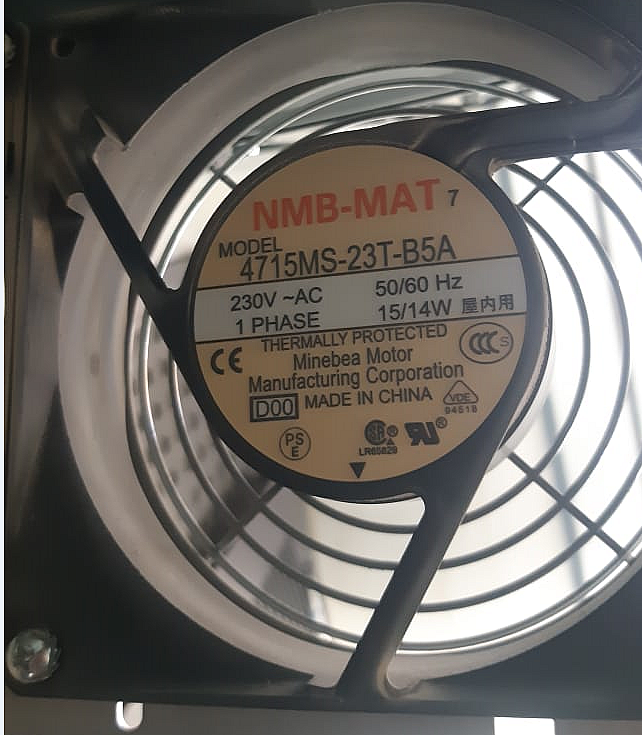 NMB-MAT 7
MODEL
4715MS-23T-B5A
230V ~AC 50/60 Hz
1 PHASE 15/14W 屋内用
THERMALLY PROTECTED
CE Minebea Motor CCC S
Manufacturing Corporation
D00 MADE IN CHINA VDE
94518
PS
E
LR65829